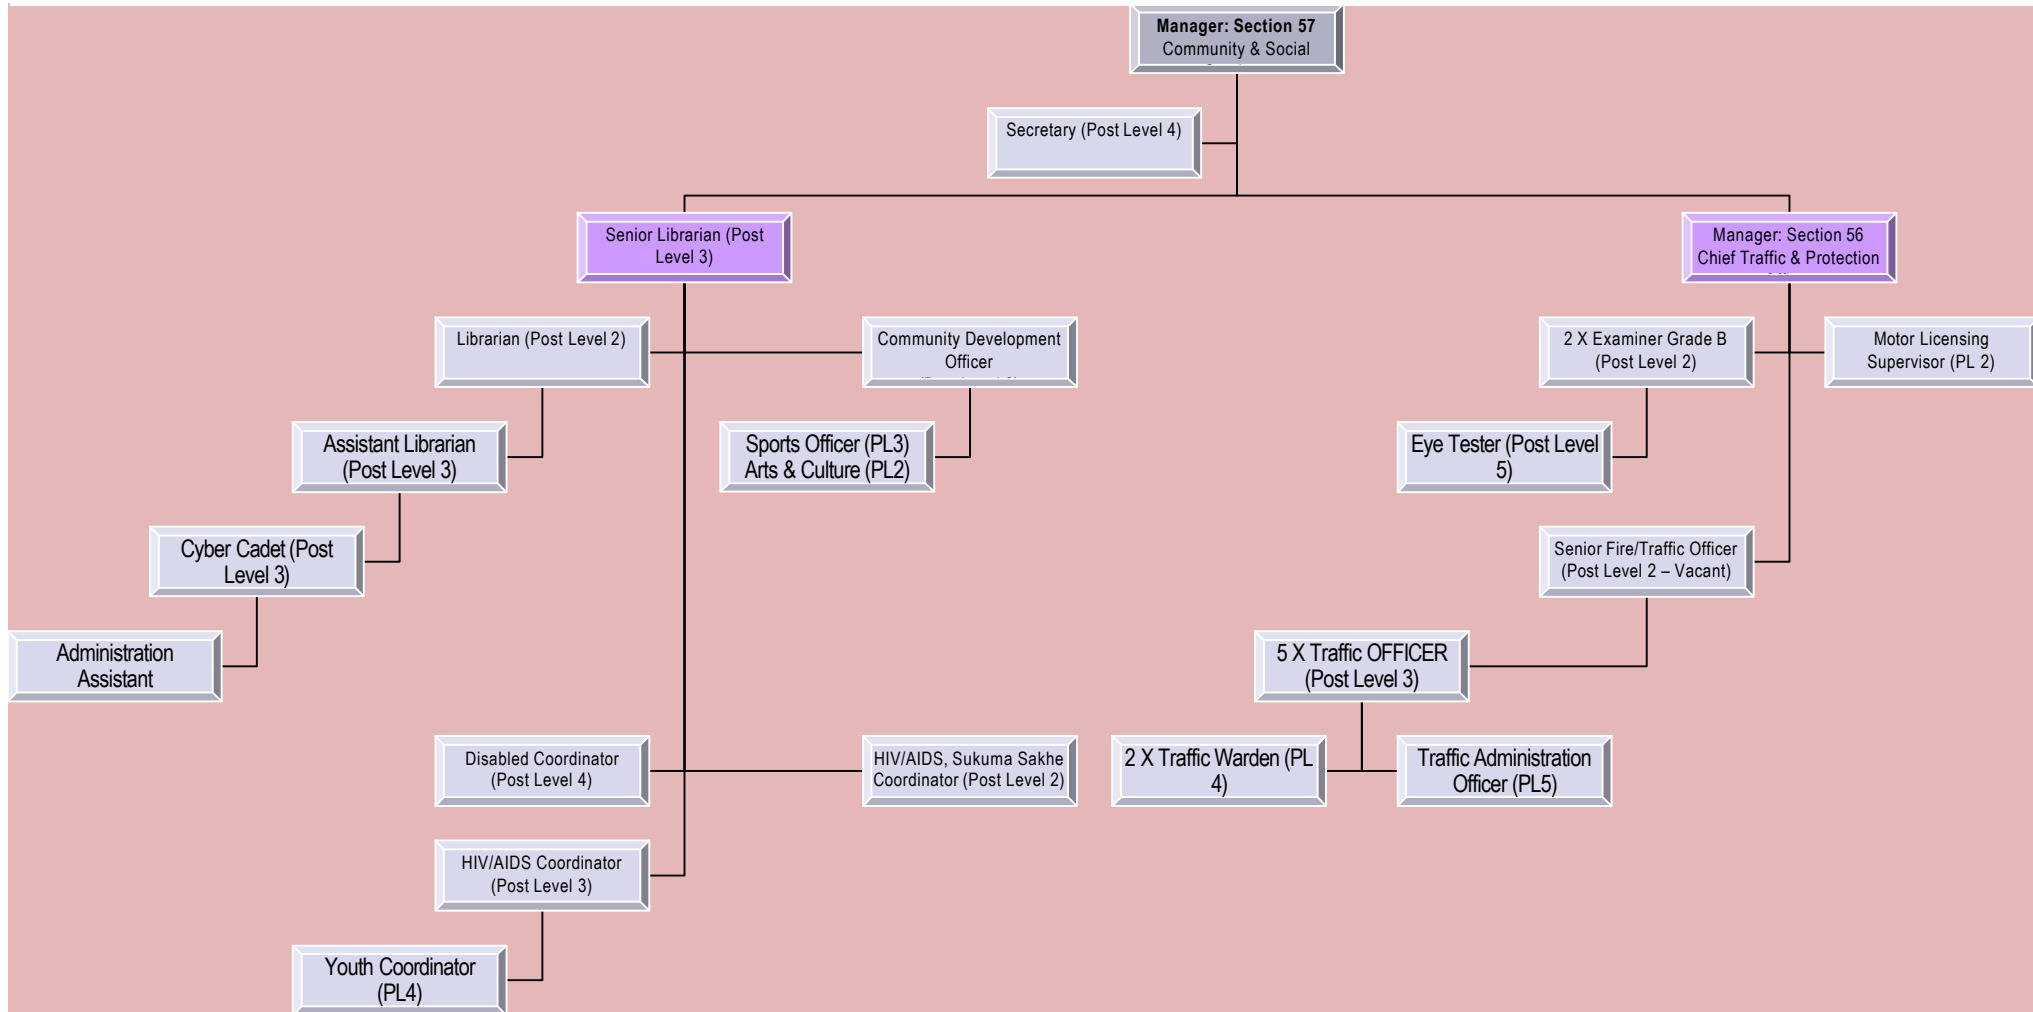 Manager: Section 57
Community & Social
Secretary (Post Level 4)
Senior Librarian (Post
Level 3)
Manager: Section 56
Chief Traffic & Protection
Librarian (Post Level 2)
Community Development
Officer
2 X Examiner Grade B
(Post Level 2)
Motor Licensing
Supervisor (PL 2)
Assistant Librarian
(Post Level 3)
Sports Officer (PL3)
Arts & Culture (PL2)
Eye Tester (Post Level
5)
Cyber Cadet (Post
Level 3)
Senior Fire/Traffic Officer
(Post Level 2 – Vacant)
Administration
Assistant
5 X Traffic OFFICER
(Post Level 3)
Disabled Coordinator
(Post Level 4)
HIV/AIDS, Sukuma Sakhe
Coordinator (Post Level 2)
2 X Traffic Warden (PL
4)
Traffic Administration
Officer (PL5)
HIV/AIDS Coordinator
(Post Level 3)
Youth Coordinator
(PL4)